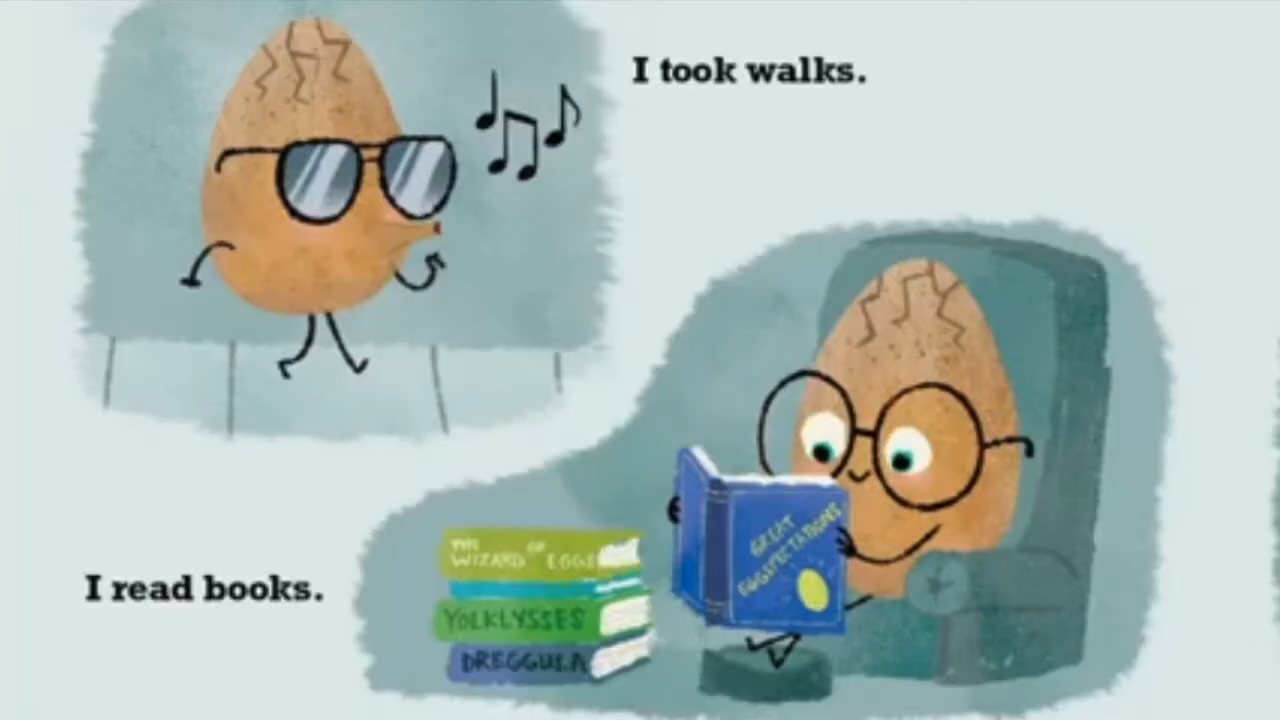 I took walks.
GREAT
EGGSPECTATIONS
THE
WIZARD OF EGGS
YOLKLYSSES
DREGGULA
I read books.